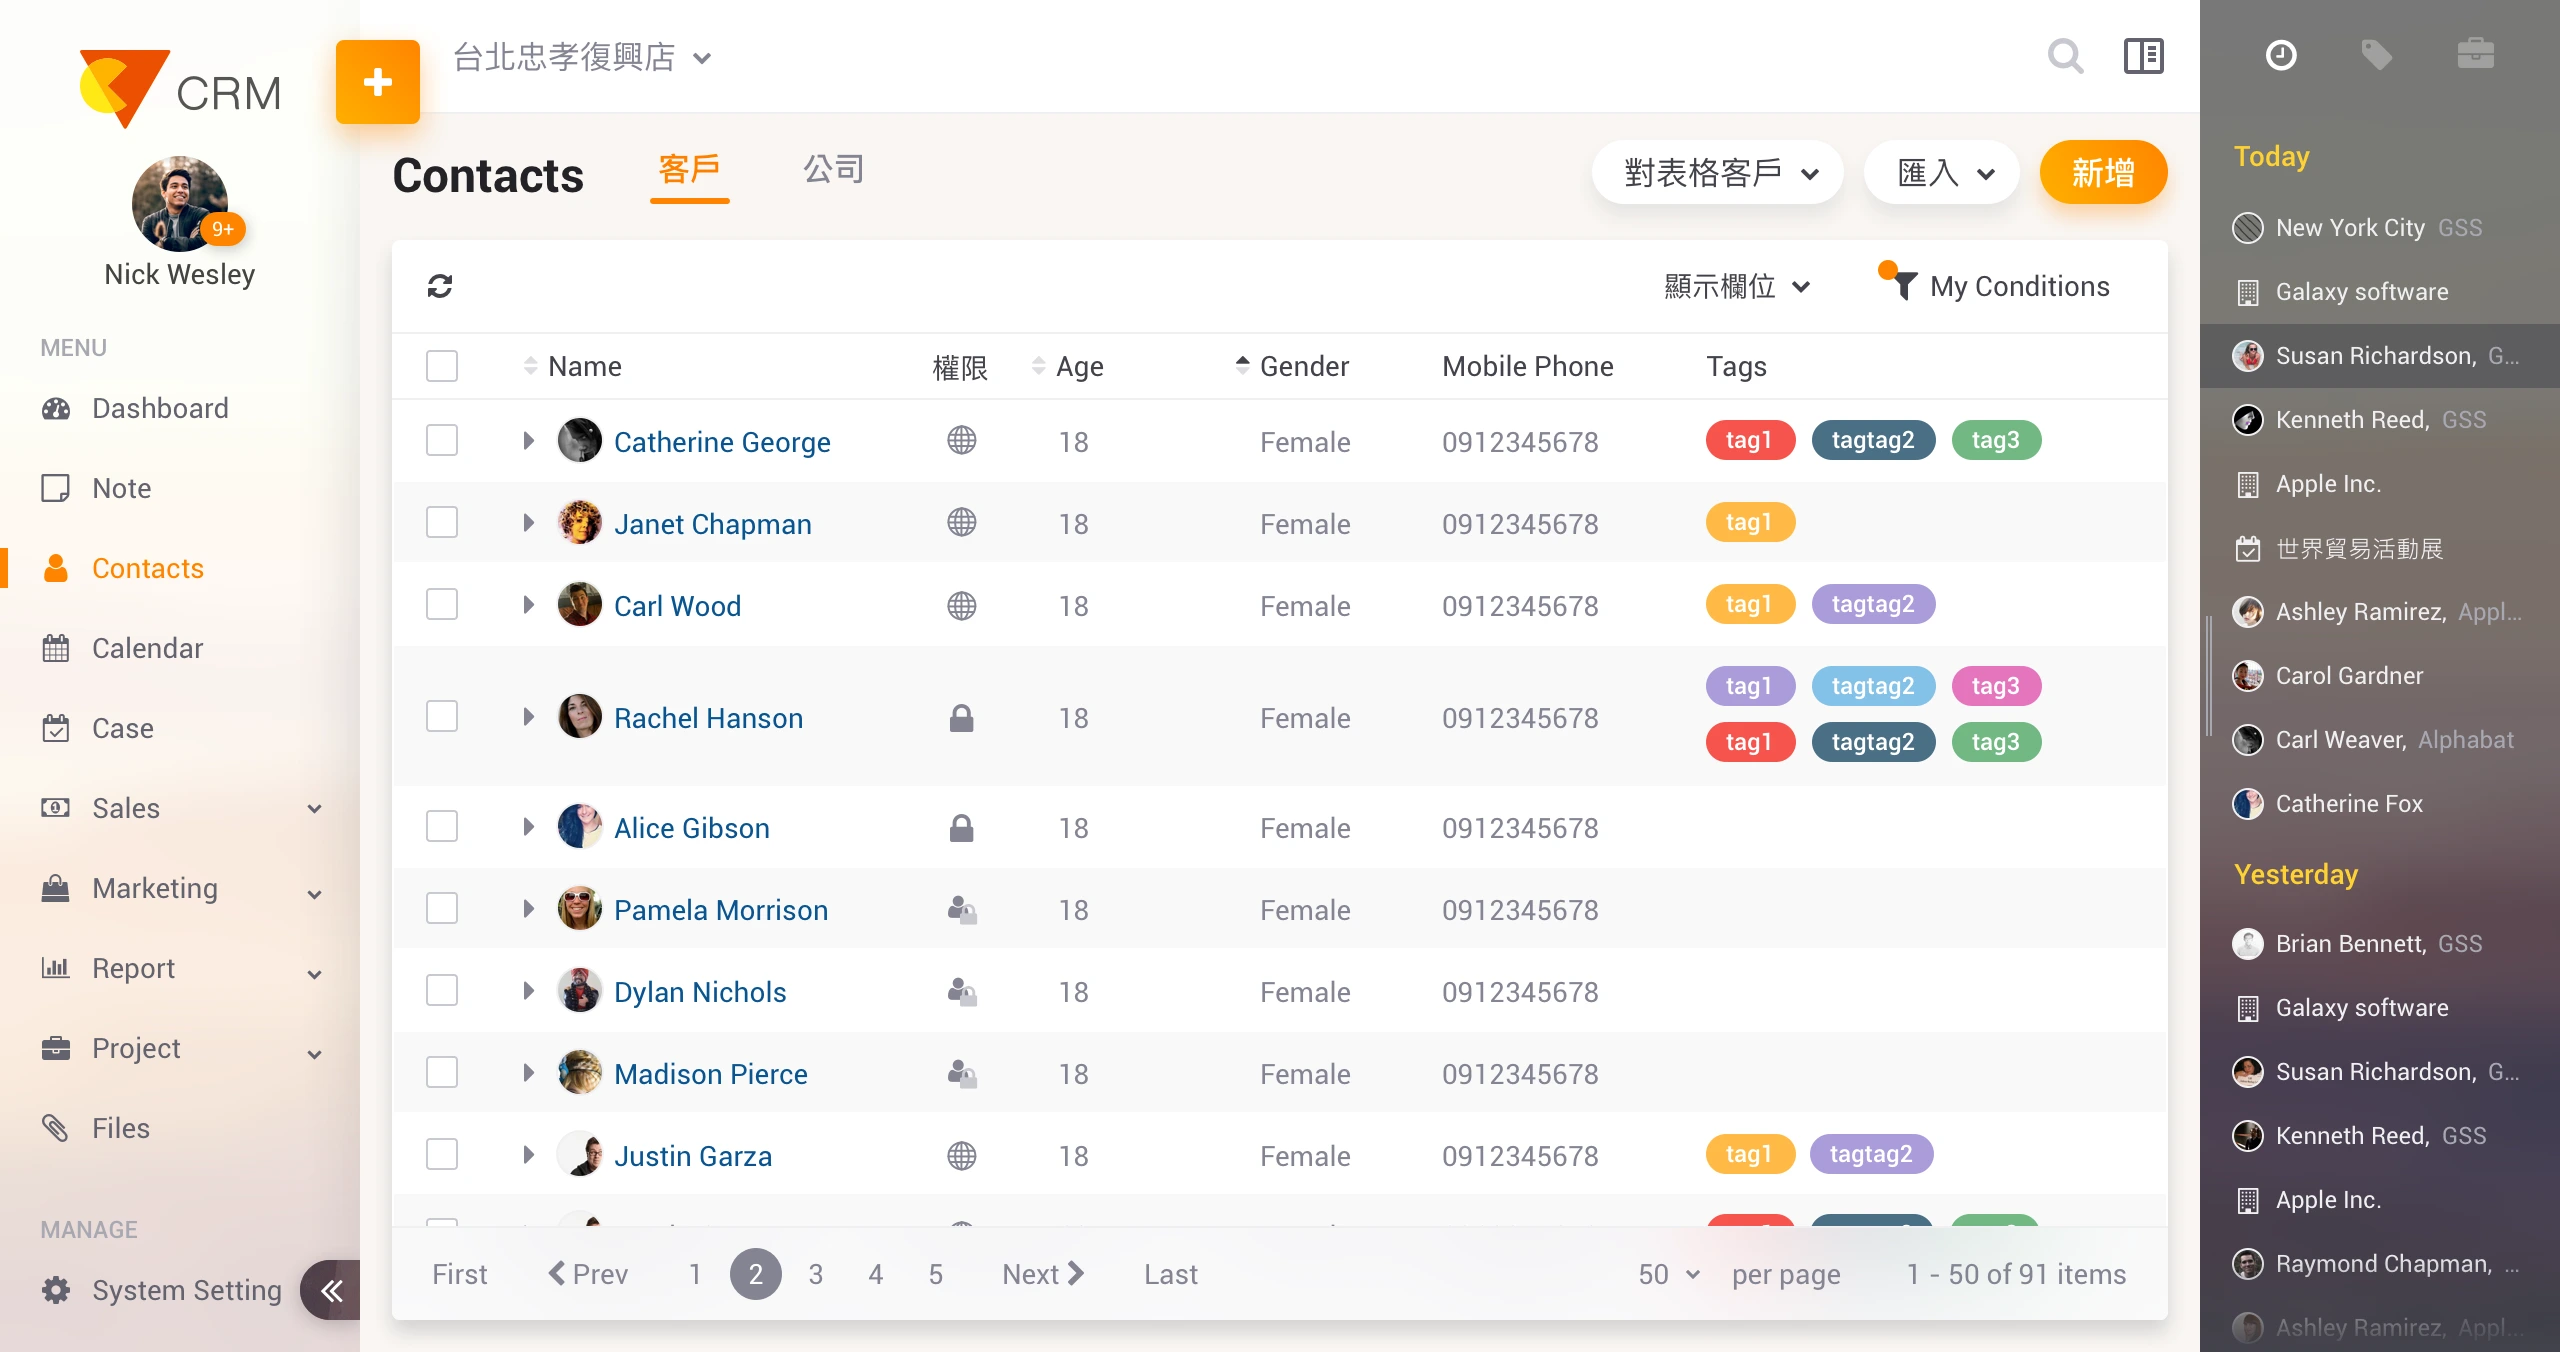 CRM
9+
Nick Wesley
MENU
Dashboard
Note
Contacts
Calendar
Case
Sales
Marketing
Report
Project
Files
MANAGE
System Setting
台北忠孝復興店
Contacts 客戶 公司
對表格客戶 匯入 新增
顯示欄位 My Conditions
Name 權限 Age Gender Mobile Phone Tags
Catherine George 18 Female 0912345678 tag1 tagtag2 tag3
Janet Chapman 18 Female 0912345678 tag1
Carl Wood 18 Female 0912345678 tag1 tagtag2
Rachel Hanson 18 Female 0912345678 tag1 tagtag2 tag3
tag1 tagtag2 tag3
Alice Gibson 18 Female 0912345678
Pamela Morrison 18 Female 0912345678
Dylan Nichols 18 Female 0912345678
Madison Pierce 18 Female 0912345678
Justin Garza 18 Female 0912345678 tag1 tagtag2
First Prev 1 2 3 4 5 Next Last 50 per page 1 - 50 of 91 items
Today
New York City GSS
Galaxy software
Susan Richardson, G...
Kenneth Reed, GSS
Apple Inc.
世界貿易活動展
Ashley Ramirez, Appl...
Carol Gardner
Carl Weaver, Alphabat
Catherine Fox
Yesterday
Brian Bennett, GSS
Galaxy software
Susan Richardson, G...
Kenneth Reed, GSS
Apple Inc.
Raymond Chapman, ...
Ashley Ramirez, Appl...